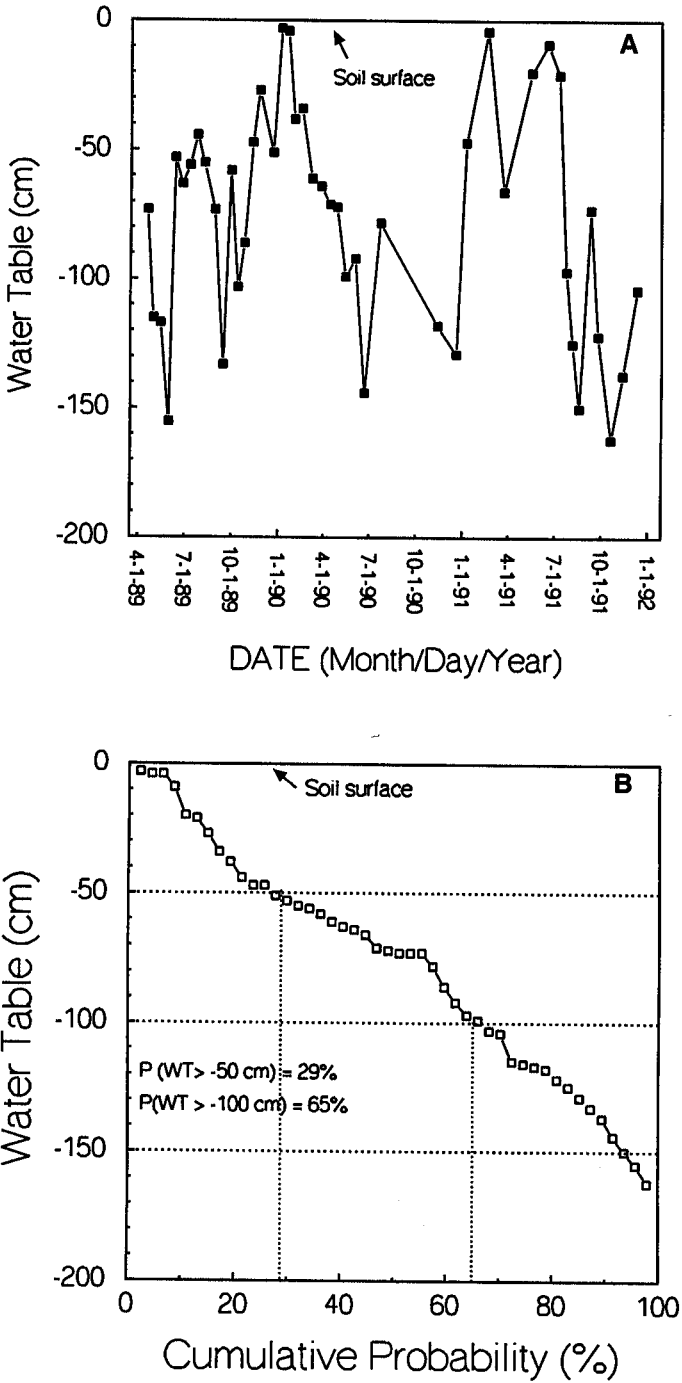 0
A
Soil surface
-50
Water Table (cm)
-100
-150
-200
4-1-89
7-1-89
10-1-89
1-1-90
4-1-90
7-1-90
10-1-90
1-1-91
4-1-91
7-1-91
10-1-91
1-1-92
DATE (Month/Day/Year)
0
B
Soil surface
-50
Water Table (cm)
-100
P (WT> -50 cm) = 29%
P(WT > -100 cm) = 65%
-150
-200
0 20 40 60 80 100
Cumulative Probability (%)